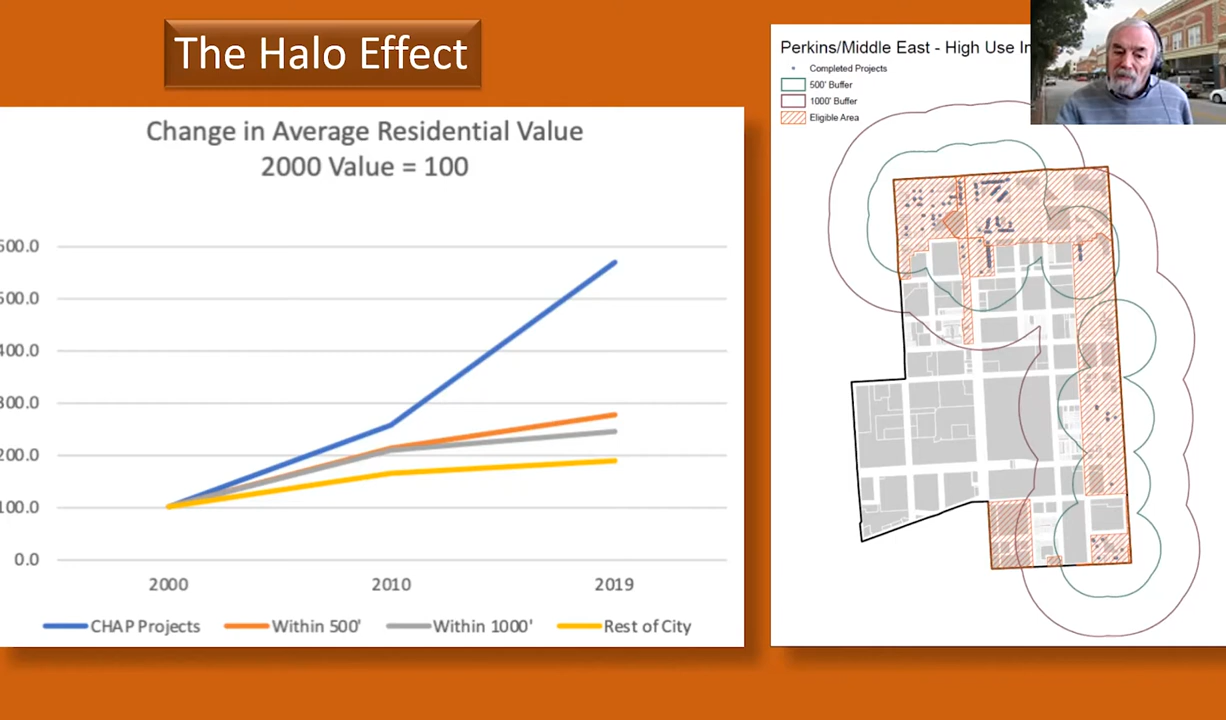 The Halo Effect
Change in Average Residential Value
2000 Value = 100
600.0
500.0
400.0
300.0
200.0
100.0
0.0
2000
2010
2019
CHAP Projects
Within 500'
Within 1000'
Rest of City
Perkins/Middle East - High Use
Completed Projects
500' Buffer
1000' Buffer
Eligible Area